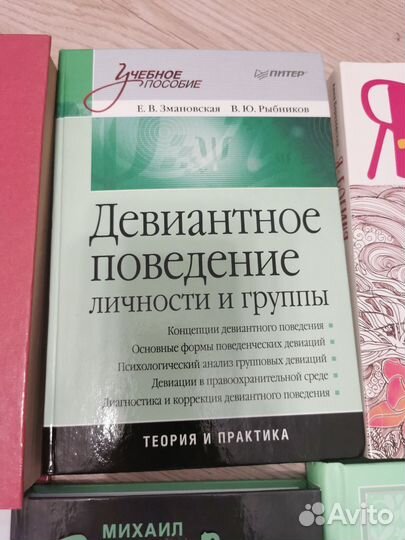 УЧЕБНОЕ
ПОСОБИЕ
ПИТЕР
Е. В. Змановская В. Ю. Рыбников
Девиантное
поведение
личности и группы
Концепции девиантного поведения
Основные формы поведенческих девиаций
Психологический анализ групповых девиаций
Девиации в правоохранительной среде
Диагностика и коррекция девиантного поведения
ТЕОРИЯ И ПРАКТИКА
Я
МИХАИЛ
Avito